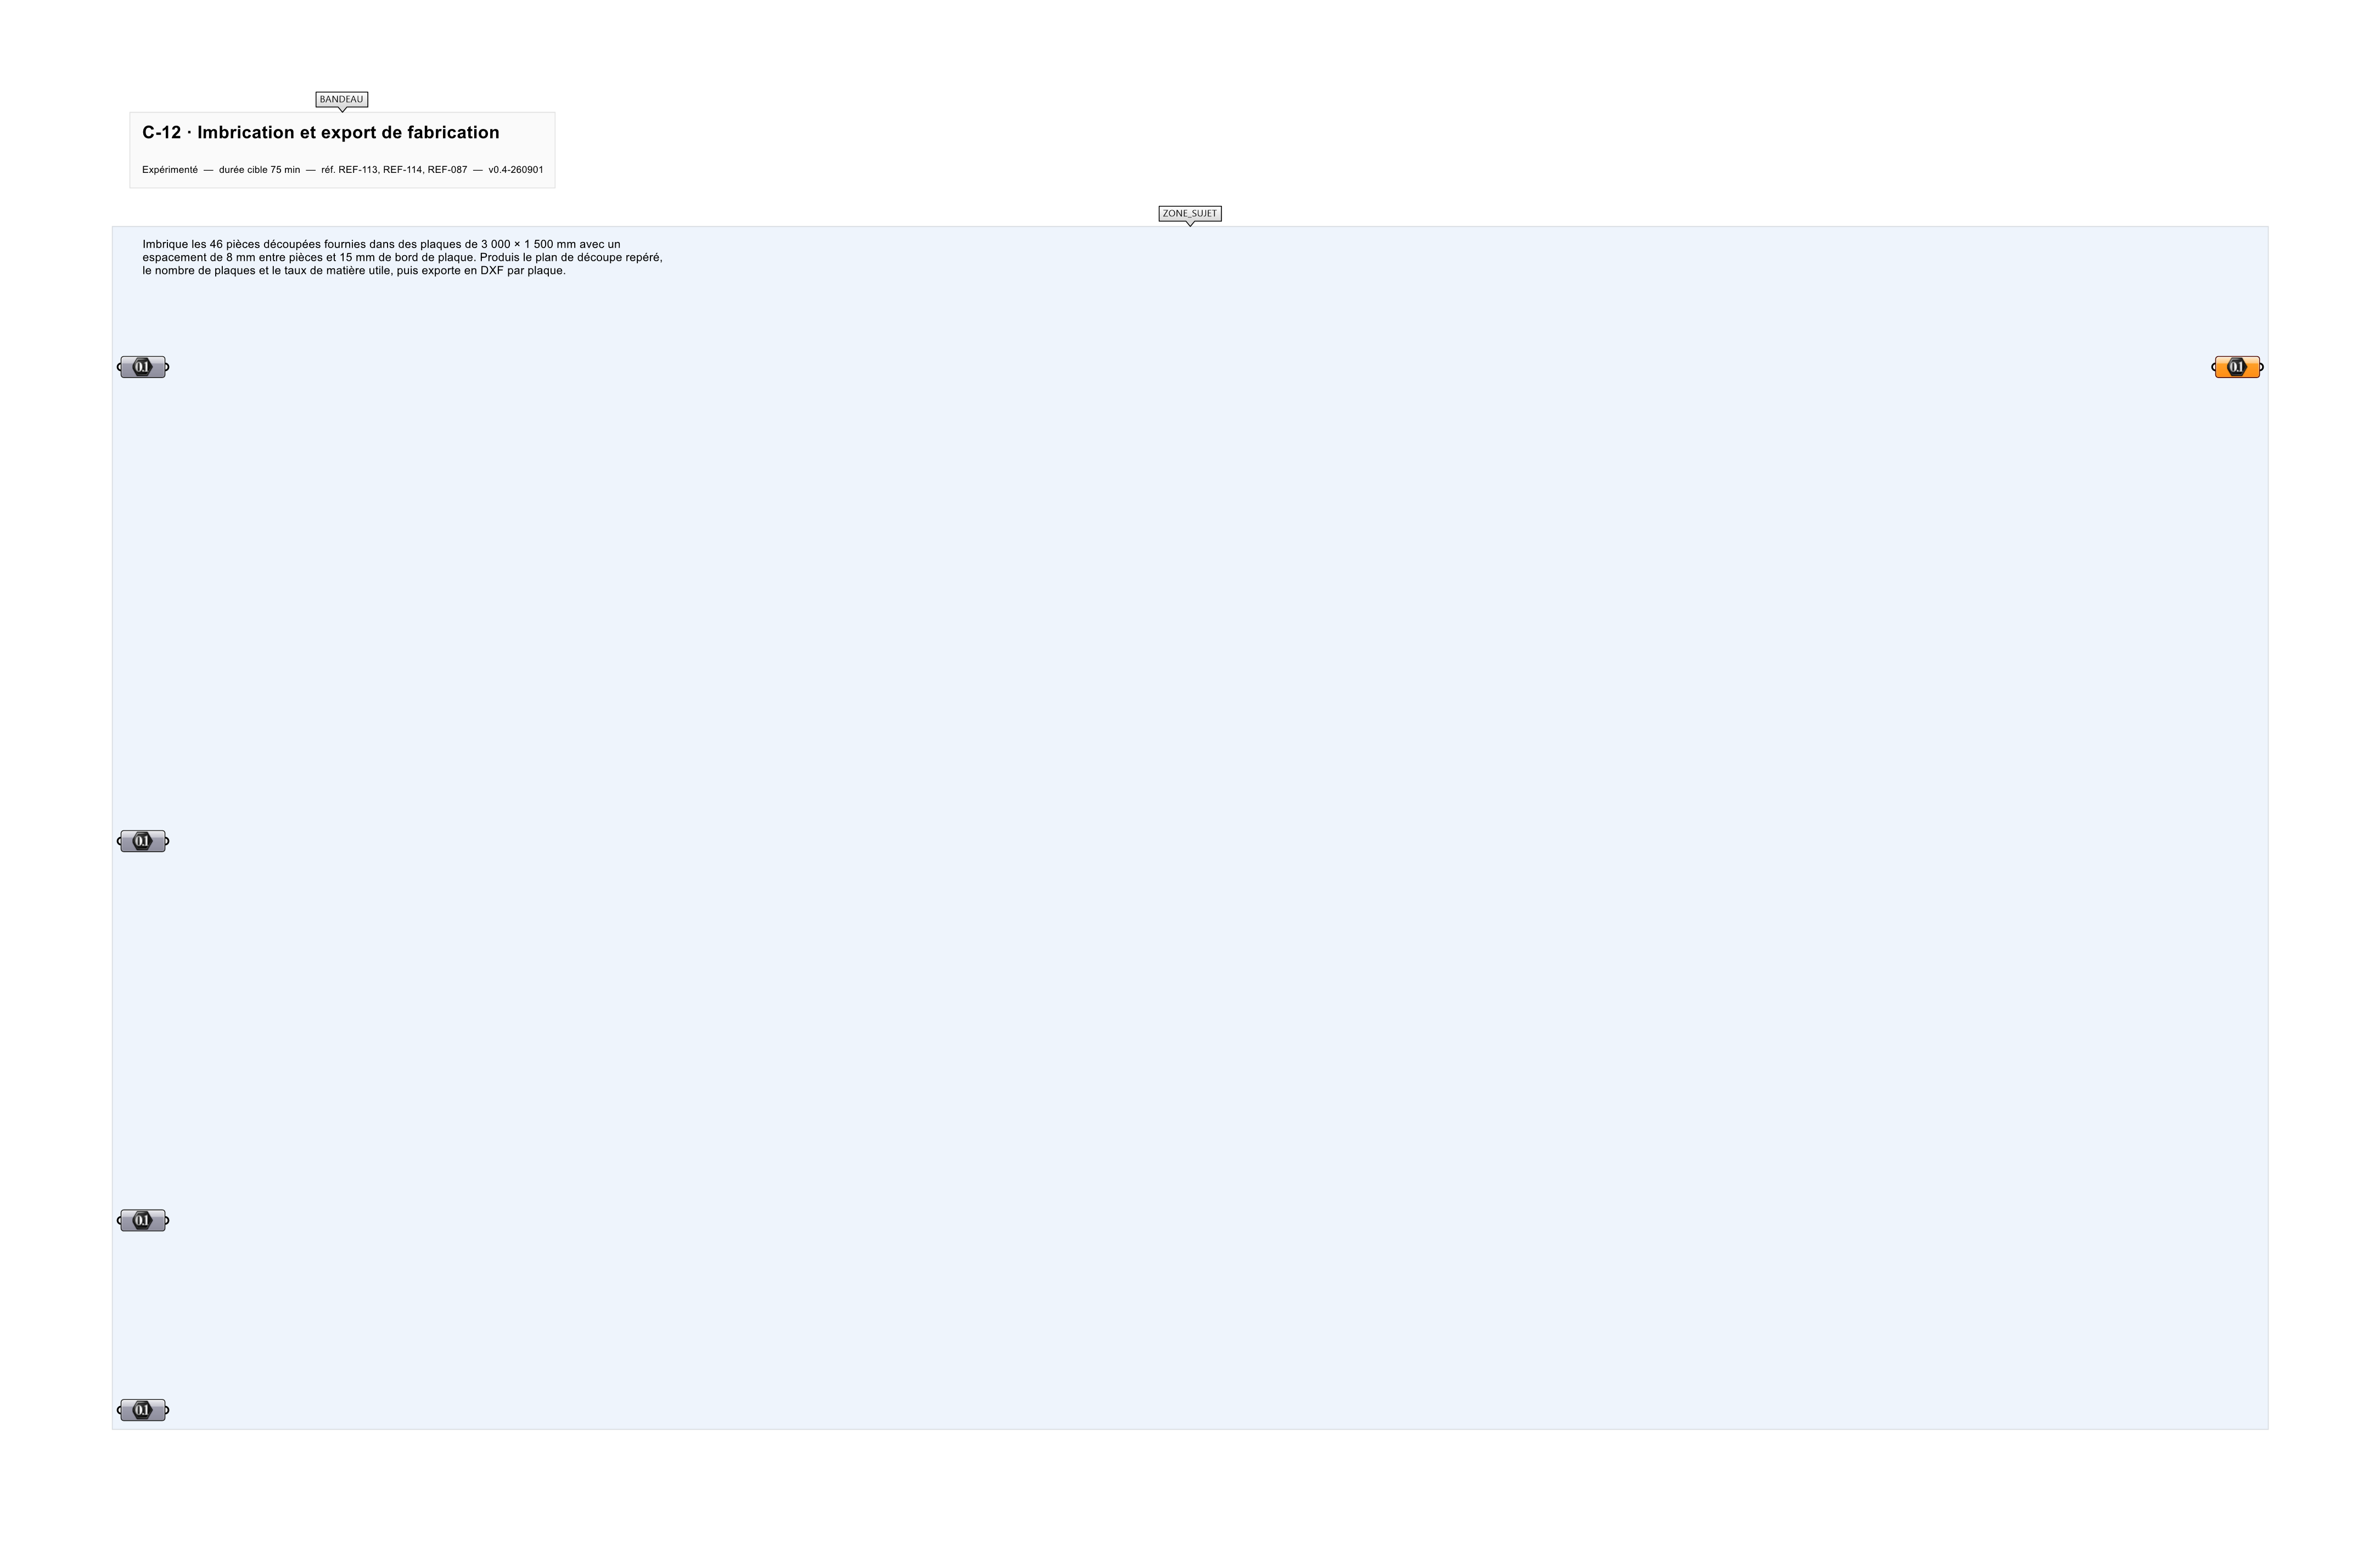 BANDEAU
C-12 · Imbrication et export de fabrication
Expérimenté — durée cible 75 min — réf. REF-113, REF-114, REF-087 — v0.4-260901
ZONE_SUJET
Imbrique les 46 pièces découpées fournies dans des plaques de 3 000 × 1 500 mm avec un
espacement de 8 mm entre pièces et 15 mm de bord de plaque. Produis le plan de découpe repéré,
le nombre de plaques et le taux de matière utile, puis exporte en DXF par plaque.
0.1
0.1
0.1
0.1
0.1